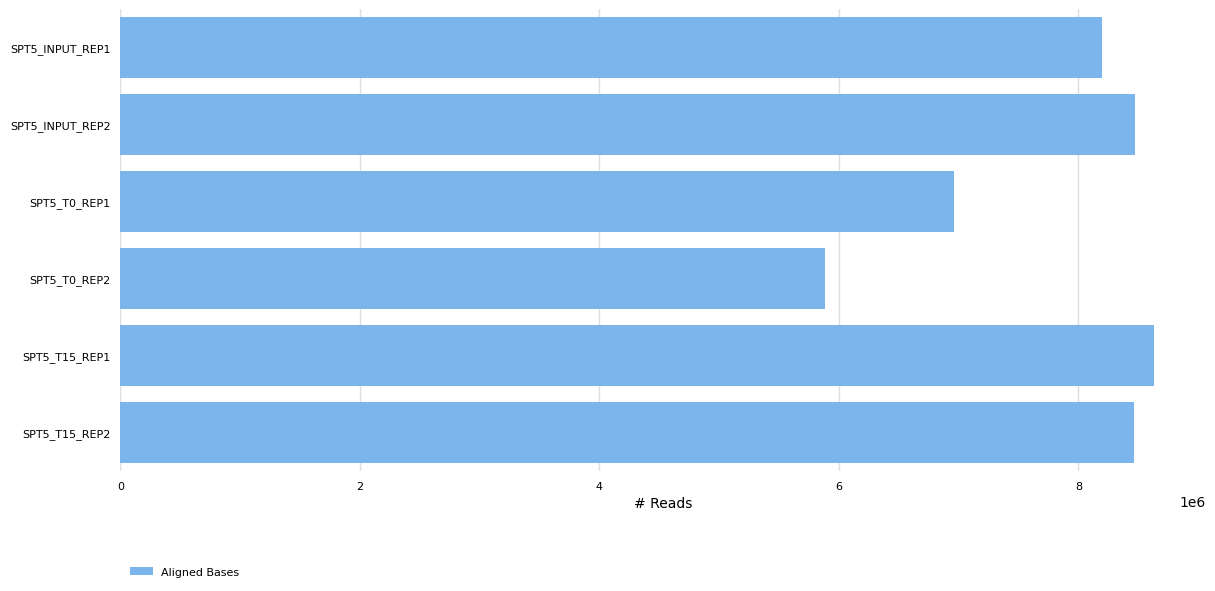 SPT5_INPUT_REP1
SPT5_INPUT_REP2
SPT5_T0_REP1
SPT5_T0_REP2
SPT5_T15_REP1
SPT5_T15_REP2
0 2 4 6 8
# Reads
1e6
Aligned Bases